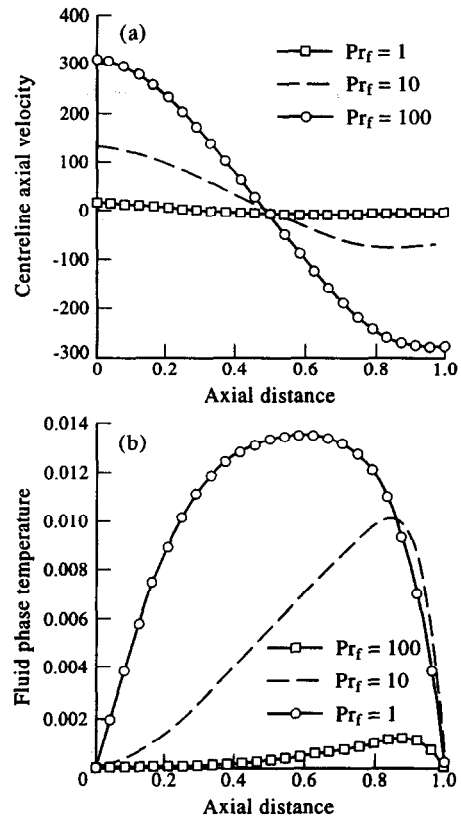 (a)
Pr_f = 1
Pr_f = 10
Pr_f = 100
Centreline axial velocity
400
300
200
100
0
-100
-200
-300
0 0.2 0.4 0.6 0.8 1.0
Axial distance
(b)
Fluid phase temperature
0.014
0.012
0.010
0.008
0.006
0.004
0.002
Pr_f = 100
Pr_f = 10
Pr_f = 1
0 0.2 0.4 0.6 0.8 1.0
Axial distance